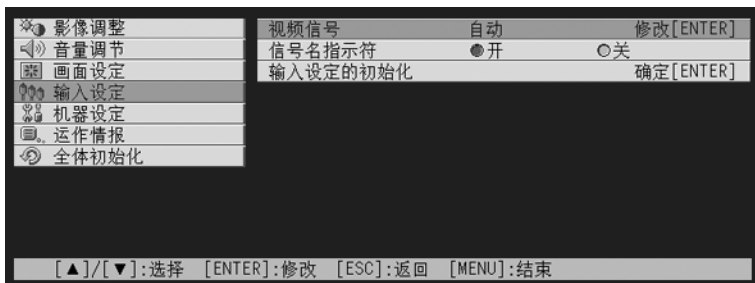 影像调整
音量调节
画面设定
输入设定
机器设定
运作情报
全体初始化
视频信号 自动 修改[ENTER]
信号名指示符 ●开 ○关
输入设定的初始化 确定[ENTER]
[▲]/[▼]:选择 [ENTER]:修改 [ESC]:返回 [MENU]:结束